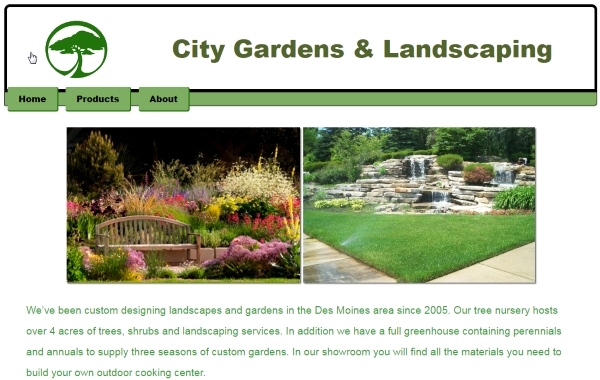 City Gardens & Landscaping
Home Products About
We've been custom designing landscapes and gardens in the Des Moines area since 2005. Our tree nursery hosts
over 4 acres of trees, shrubs and landscaping services. In addition we have a full greenhouse containing perennials
and annuals to supply three seasons of custom gardens. In our showroom you will find all the materials you need to
build your own outdoor cooking center.